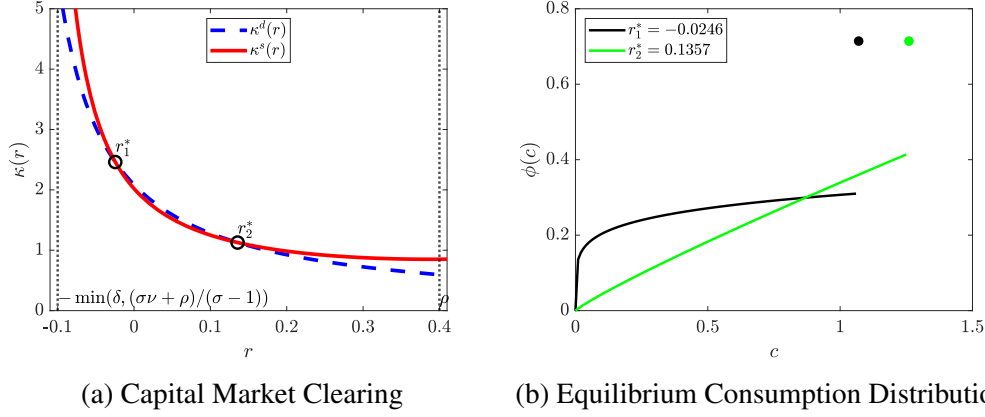 5
4
3
2
1
0
κ(r)
κ^d(r)
κ^s(r)
r_1^*
r_2^*
− min(δ, (σν + ρ)/(σ − 1))
ρ
-0.1
0
0.1
0.2
0.3
0.4
r
(a) Capital Market Clearing
0.8
0.6
0.4
0.2
0
ϕ(c)
r_1^* = −0.0246
r_2^* = 0.1357
0
0.5
1
1.5
c
(b) Equilibrium Consumption Distributio